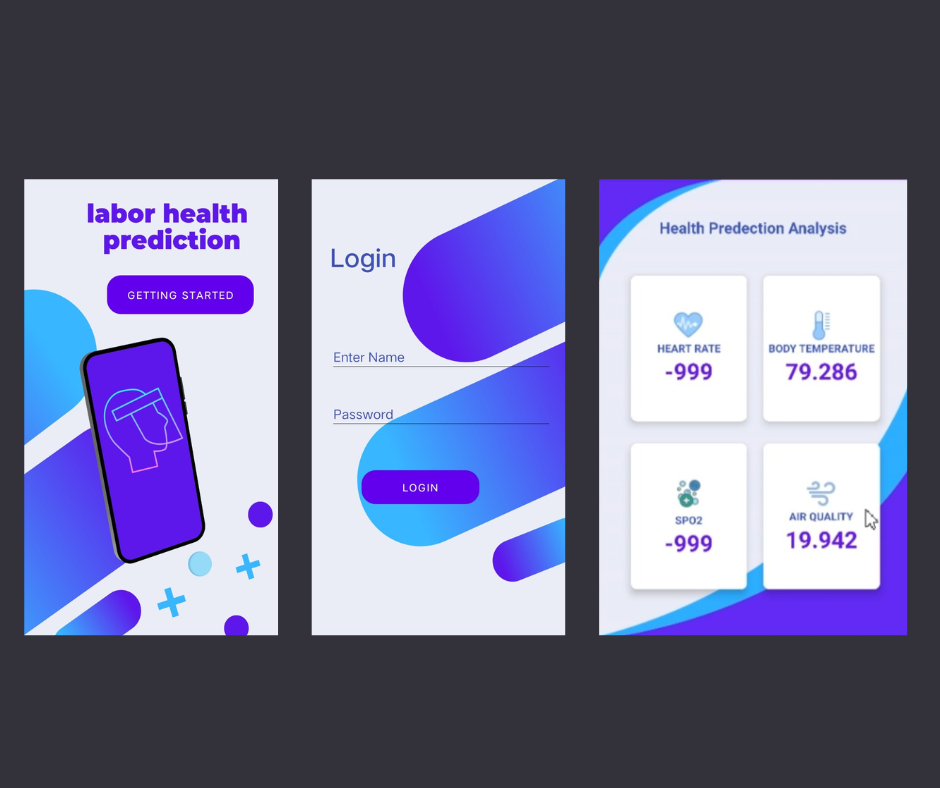 labor health
prediction
GETTING STARTED
Login
Enter Name
Password
LOGIN
Health Predection Analysis
HEART RATE
-999
BODY TEMPERATURE
79.286
SPO2
-999
AIR QUALITY
19.942